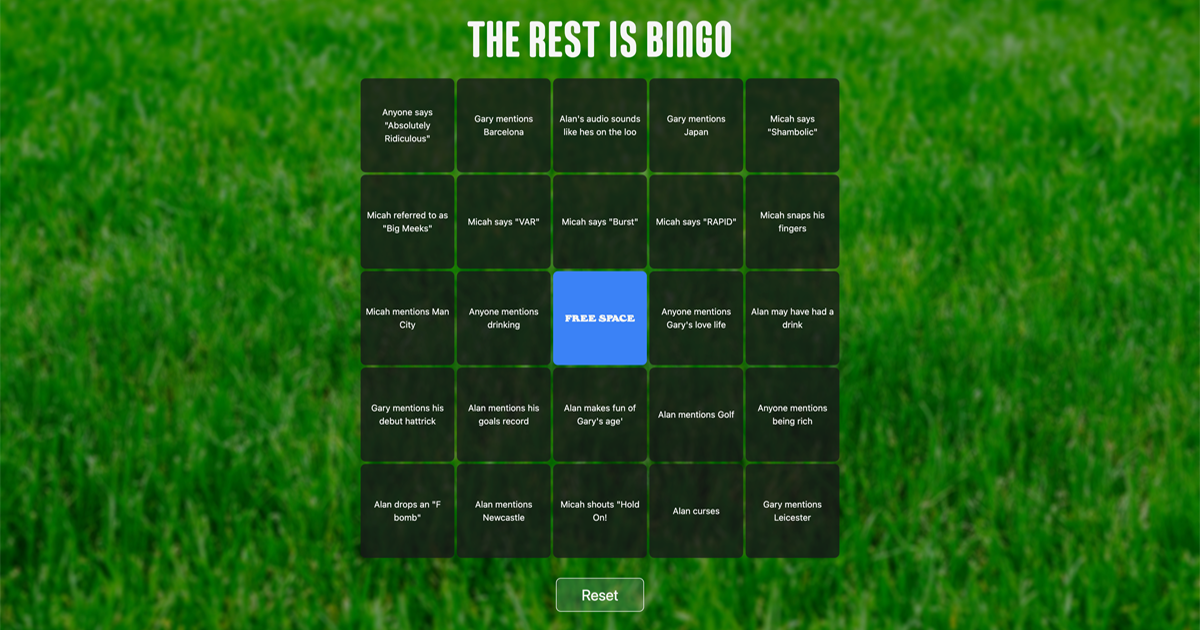 THE REST IS BINGO
Anyone says
"Absolutely
Ridiculous"
Gary mentions
Barcelona
Alan's audio sounds
like hes on the loo
Gary mentions
Japan
Micah says
"Shambolic"
Micah referred to as
"Big Meeks"
Micah says "VAR"
Micah says "Burst"
Micah says "RAPID"
Micah snaps his
fingers
Micah mentions Man
City
Anyone mentions
drinking
FREE SPACE
Anyone mentions
Gary's love life
Alan may have had a
drink
Gary mentions his
debut hattrick
Alan mentions his
goals record
Alan makes fun of
Gary's age'
Alan mentions Golf
Anyone mentions
being rich
Alan drops an "F
bomb"
Alan mentions
Newcastle
Micah shouts "Hold
On!
Alan curses
Gary mentions
Leicester
Reset